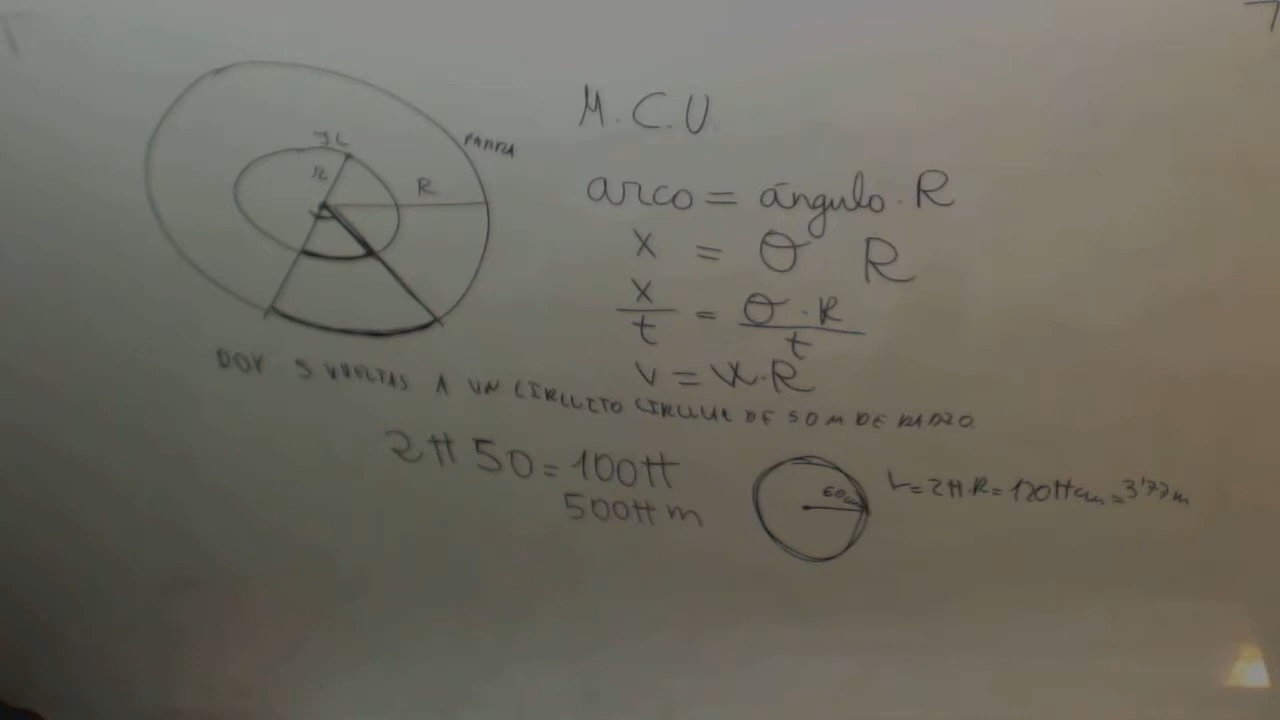 M.C.U.
R
R
arco = ángulo · R
x = θ R
x/t = θ · R/t
v = W · R
DOY 5 VUELTAS A UN CIRCUITO CIRCULAR DE 50 M DE RADIO.
2π 50 = 100π
500π m
60 cm
L = 2π·R = 120π cm = 3'77 m